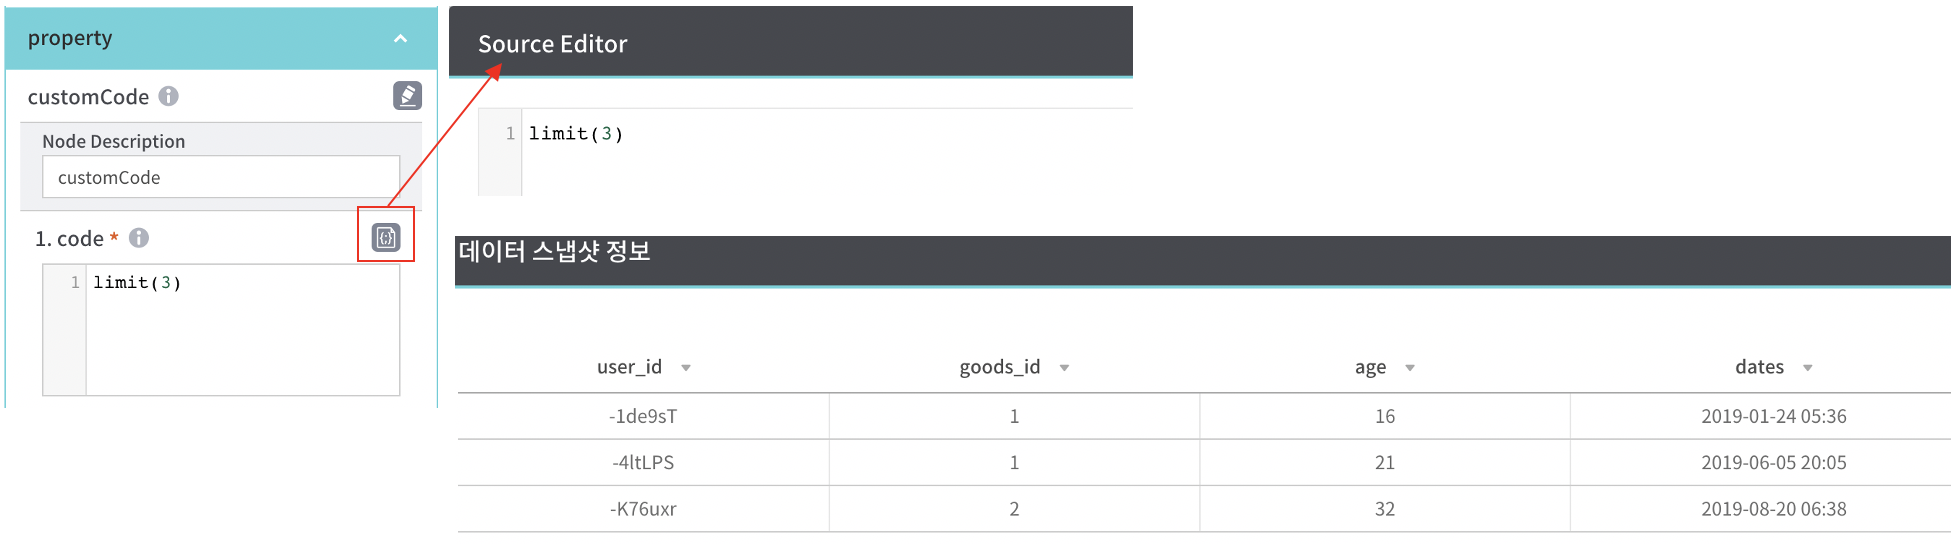 property
customCode
Node Description
customCode
1. code *
1 limit(3)
Source Editor
1 limit(3)
데이터 스냅샷 정보
user_id goods_id age dates
-1de9sT 1 16 2019-01-24 05:36
-4ltLPS 1 21 2019-06-05 20:05
-K76uxr 2 32 2019-08-20 06:38